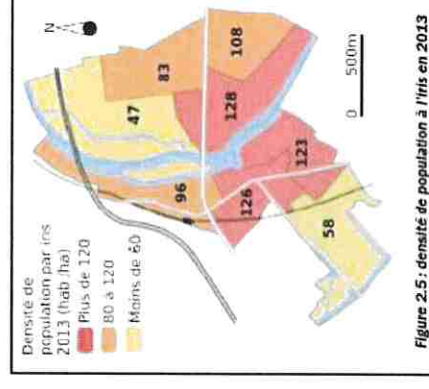 Densité de
population par iris
2013 (hab /ha)
Plus de 120
80 à 120
Moins de 60
N
47
83
108
96
128
126
123
58
0 500m
Figure 2.5 : densité de population à l'iris en 2013